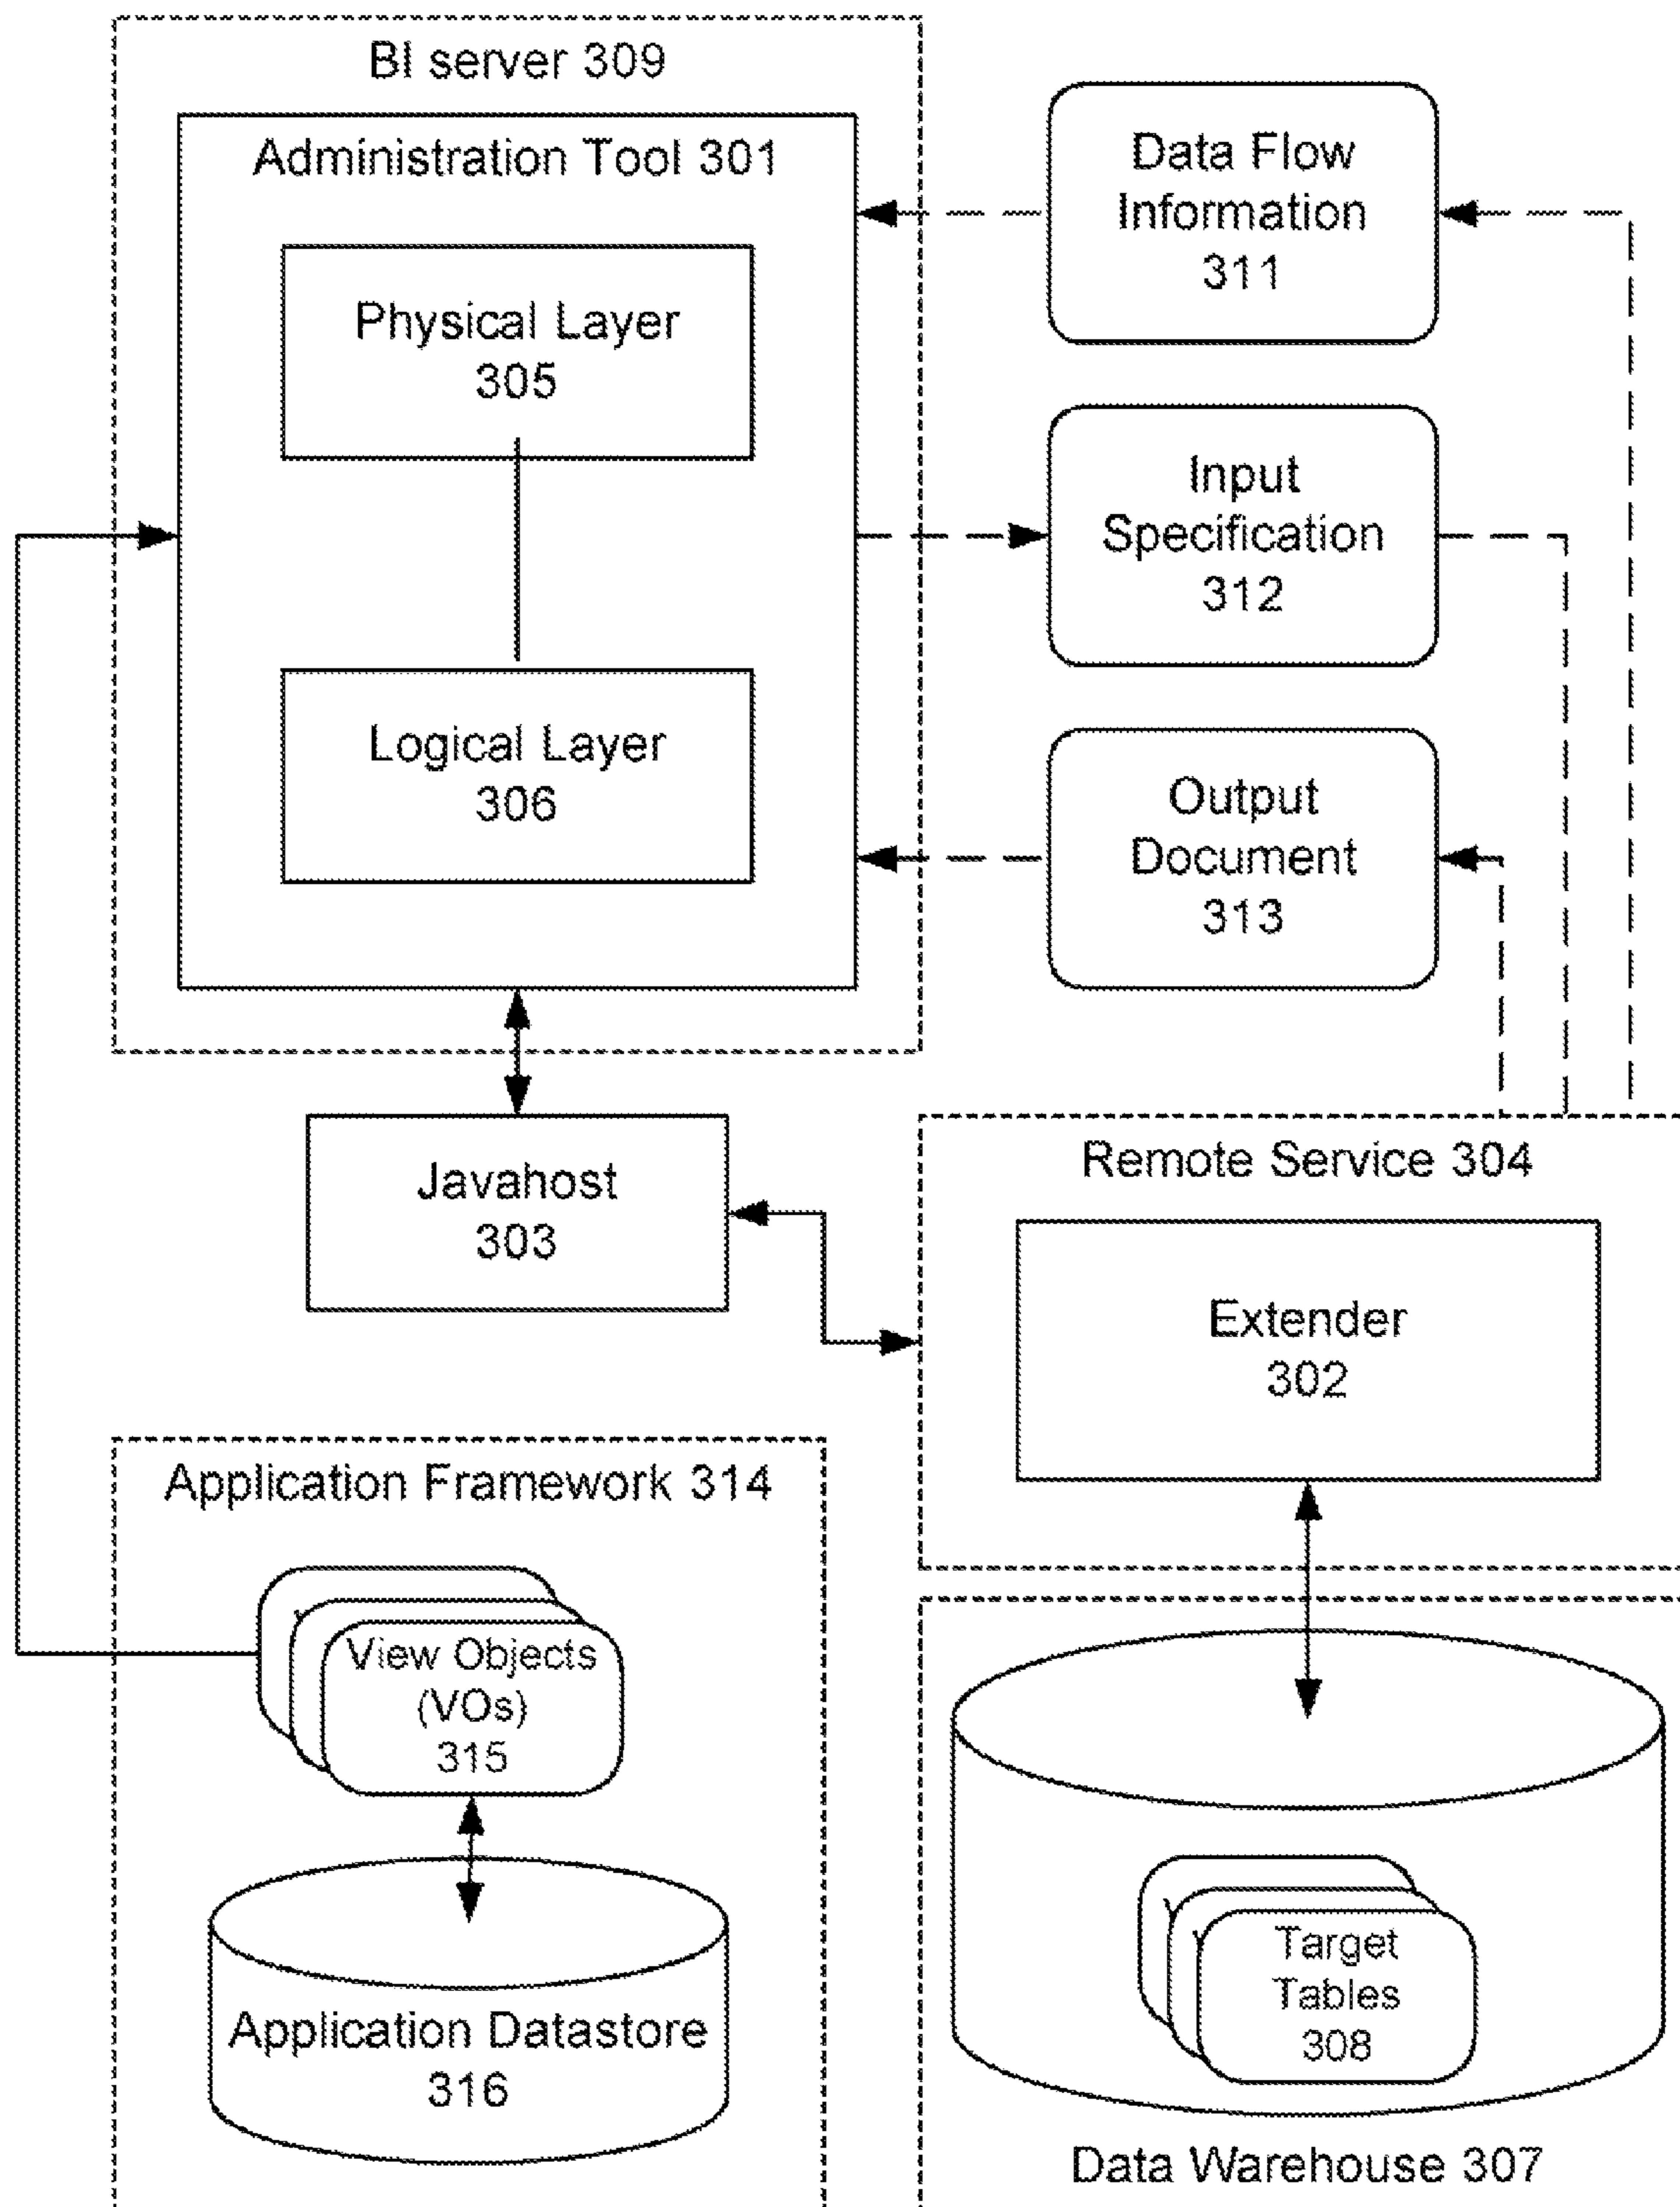 BI server 309
Administration Tool 301
Physical Layer
305
Logical Layer
306
Data Flow
Information
311
Input
Specification
312
Output
Document
313
Javahost
303
Remote Service 304
Extender
302
Application Framework 314
View Objects
(VOs)
315
Application Datastore
316
Target
Tables
308
Data Warehouse 307